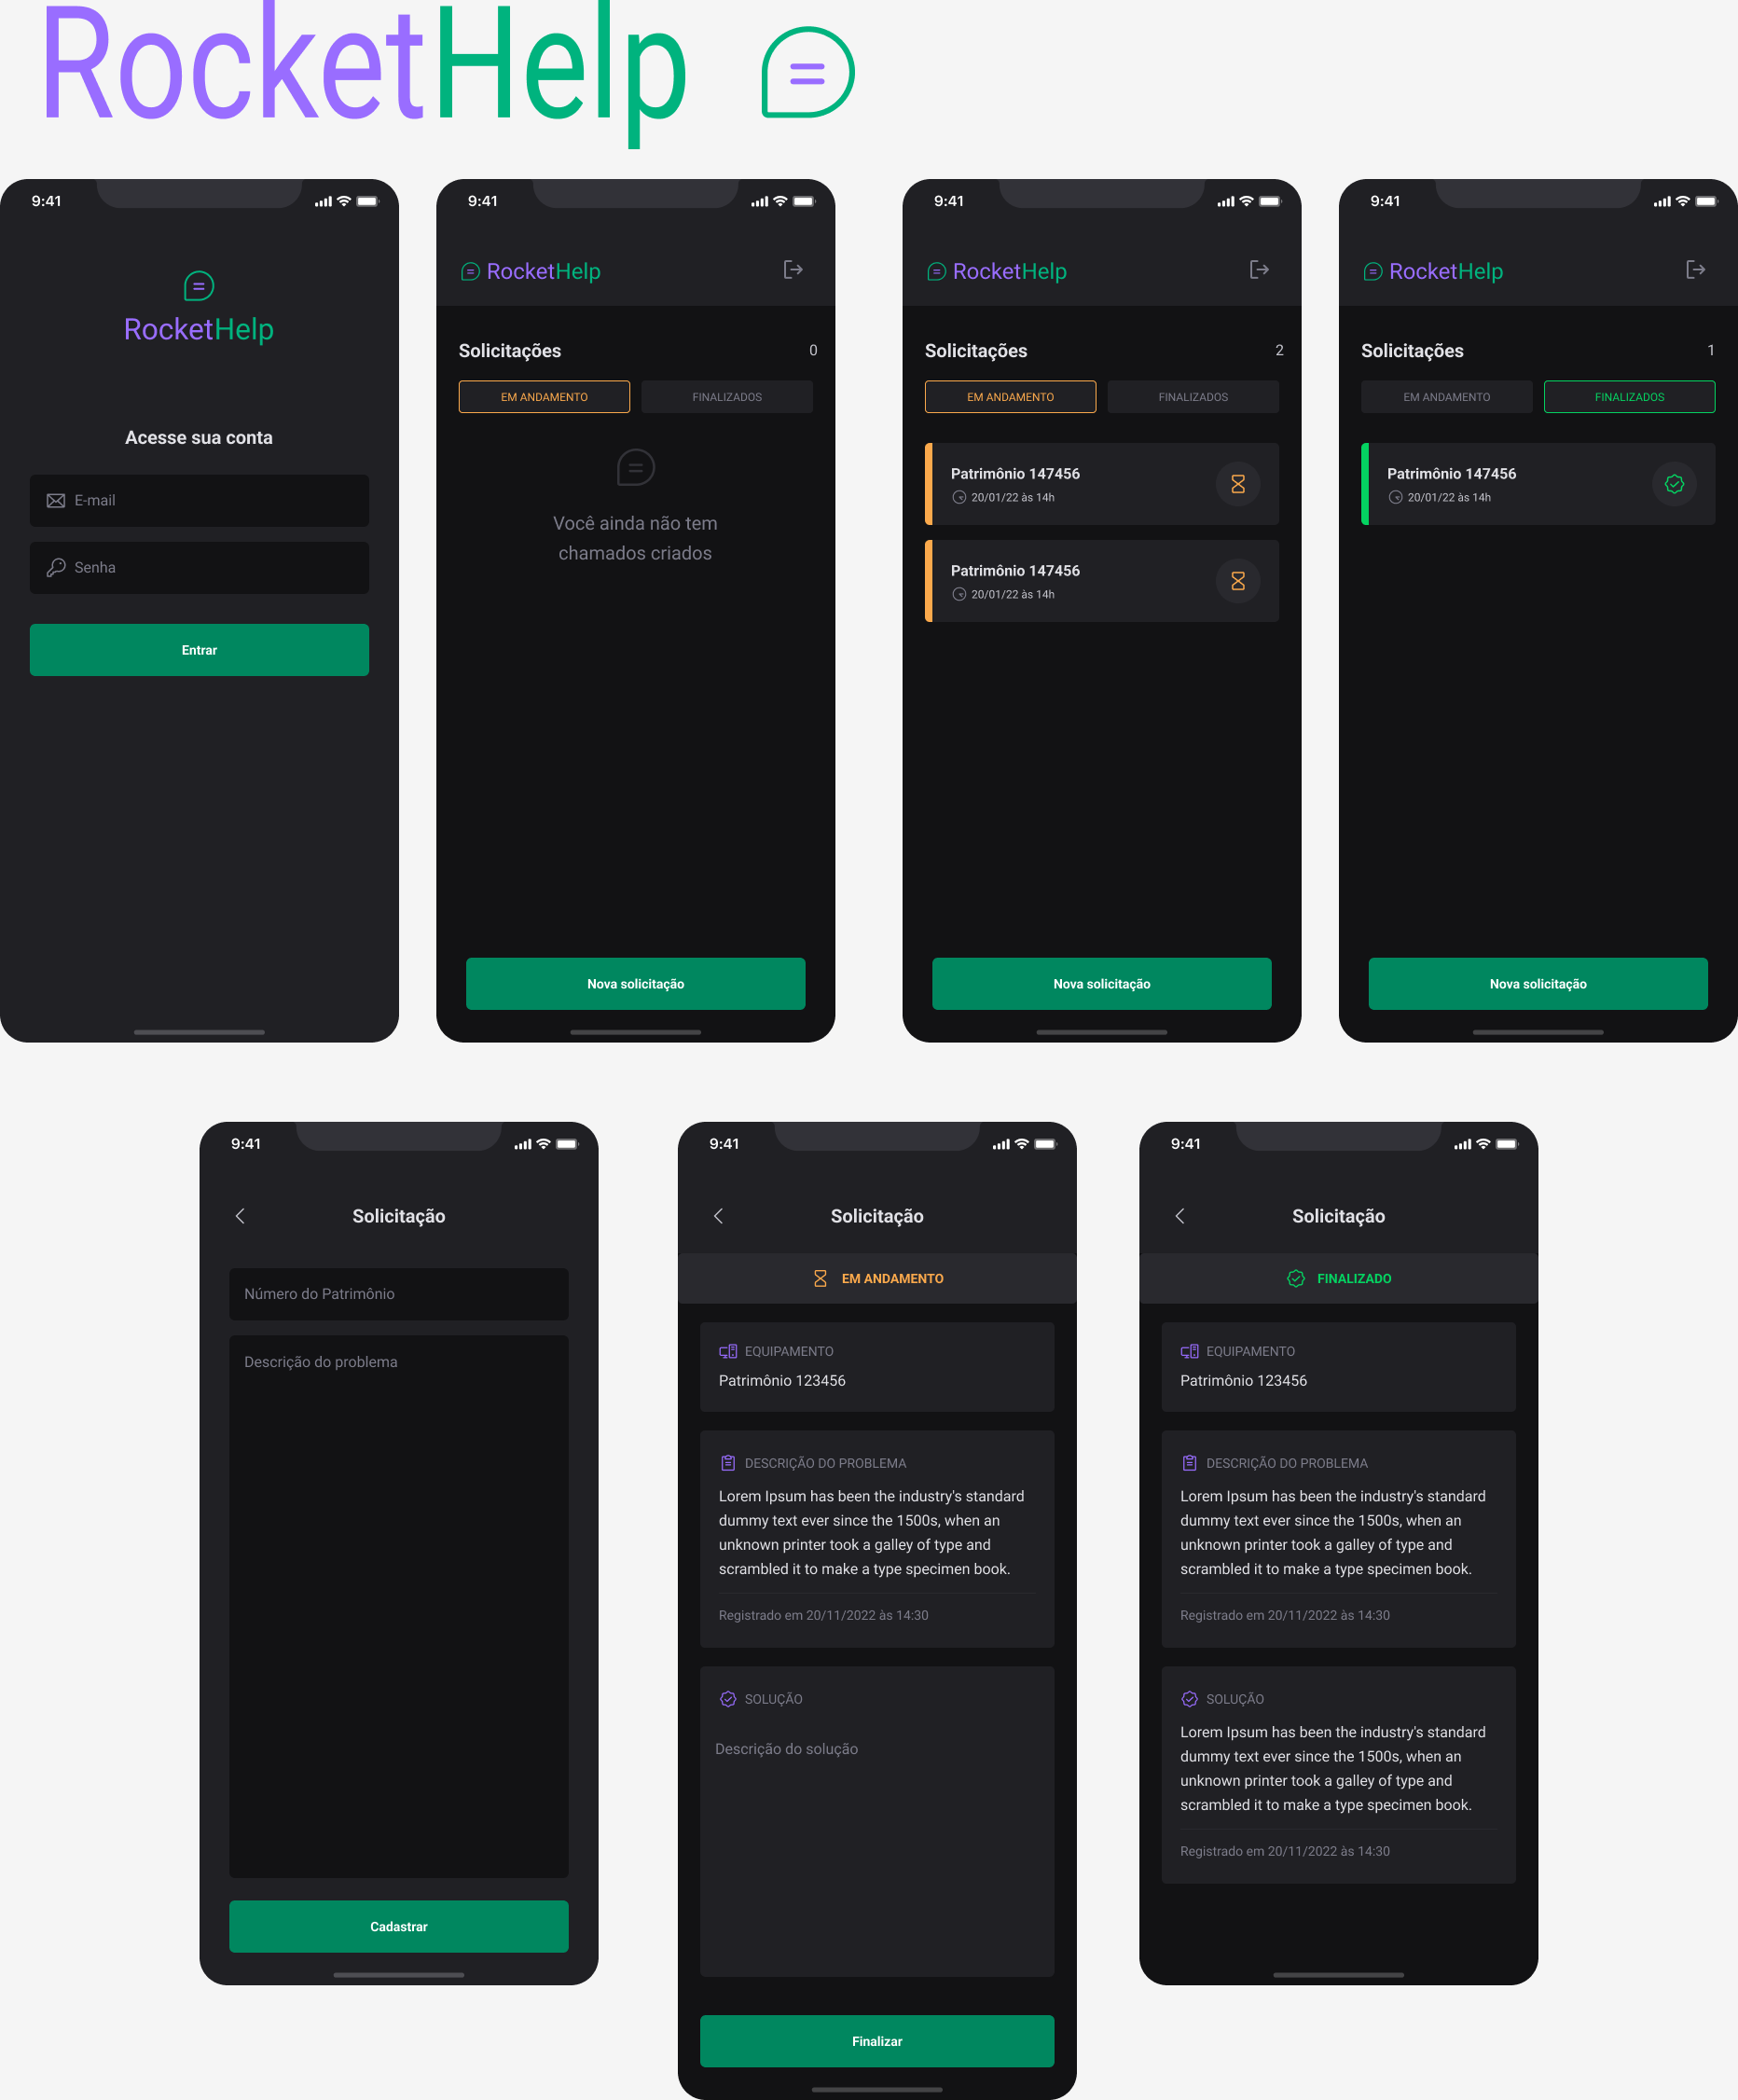 RocketHelp
9:41
RocketHelp
Acesse sua conta
E-mail
Senha
Entrar
9:41
RocketHelp
Solicitações 0
EM ANDAMENTO FINALIZADOS
Você ainda não tem
chamados criados
Nova solicitação
9:41
RocketHelp
Solicitações 2
EM ANDAMENTO FINALIZADOS
Patrimônio 147456
20/01/22 às 14h
Patrimônio 147456
20/01/22 às 14h
Nova solicitação
9:41
RocketHelp
Solicitações 1
EM ANDAMENTO FINALIZADOS
Patrimônio 147456
20/01/22 às 14h
Nova solicitação
9:41
Solicitação
Número do Patrimônio
Descrição do problema
Cadastrar
9:41
Solicitação
EM ANDAMENTO
EQUIPAMENTO
Patrimônio 123456
DESCRIÇÃO DO PROBLEMA
Lorem Ipsum has been the industry's standard
dummy text ever since the 1500s, when an
unknown printer took a galley of type and
scrambled it to make a type specimen book.
Registrado em 20/11/2022 às 14:30
SOLUÇÃO
Descrição do solução
Finalizar
9:41
Solicitação
FINALIZADO
EQUIPAMENTO
Patrimônio 123456
DESCRIÇÃO DO PROBLEMA
Lorem Ipsum has been the industry's standard
dummy text ever since the 1500s, when an
unknown printer took a galley of type and
scrambled it to make a type specimen book.
Registrado em 20/11/2022 às 14:30
SOLUÇÃO
Lorem Ipsum has been the industry's standard
dummy text ever since the 1500s, when an
unknown printer took a galley of type and
scrambled it to make a type specimen book.
Registrado em 20/11/2022 às 14:30